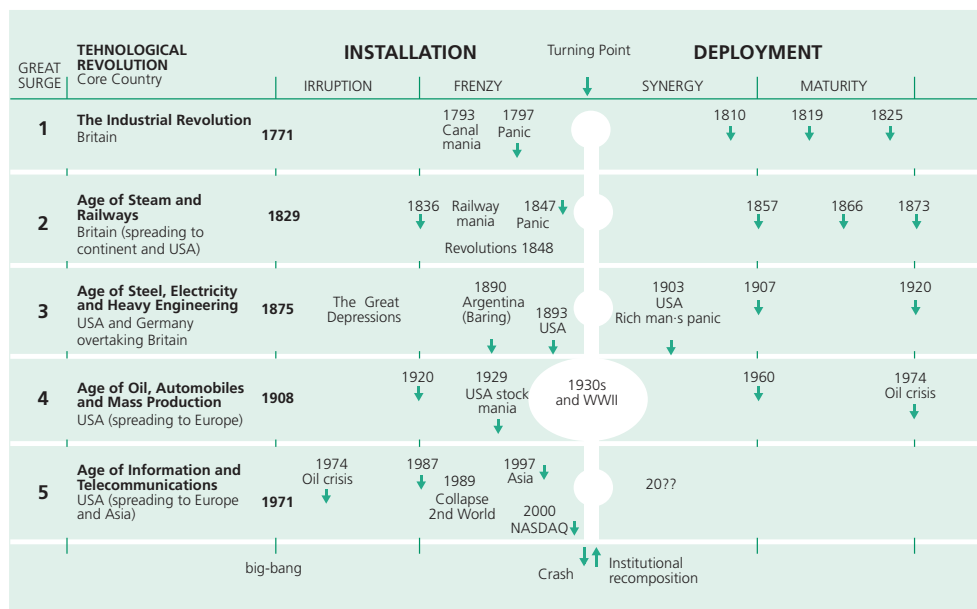 GREAT
SURGE
TEHNOLOGICAL
REVOLUTION
Core Country
INSTALLATION
Turning Point
DEPLOYMENT
IRRUPTION
FRENZY
SYNERGY
MATURITY
1
The Industrial Revolution
Britain
1771
1793
Canal
mania
1797
Panic
1810
1819
1825
2
Age of Steam and
Railways
Britain (spreading to
continent and USA)
1829
1836
Railway
mania
1847
Panic
Revolutions 1848
1857
1866
1873
3
Age of Steel, Electricity
and Heavy Engineering
USA and Germany
overtaking Britain
1875
The Great
Depressions
1890
Argentina
(Baring)
1893
USA
1903
USA
Rich man·s panic
1907
1920
4
Age of Oil, Automobiles
and Mass Production
USA (spreading to Europe)
1908
1920
1929
USA stock
mania
1930s
and WWII
1960
1974
Oil crisis
5
Age of Information and
Telecommunications
USA (spreading to Europe
and Asia)
1971
1974
Oil crisis
1987
1989
Collapse
2nd World
1997
Asia
2000
NASDAQ
20??
big-bang
Crash
Institutional
recomposition